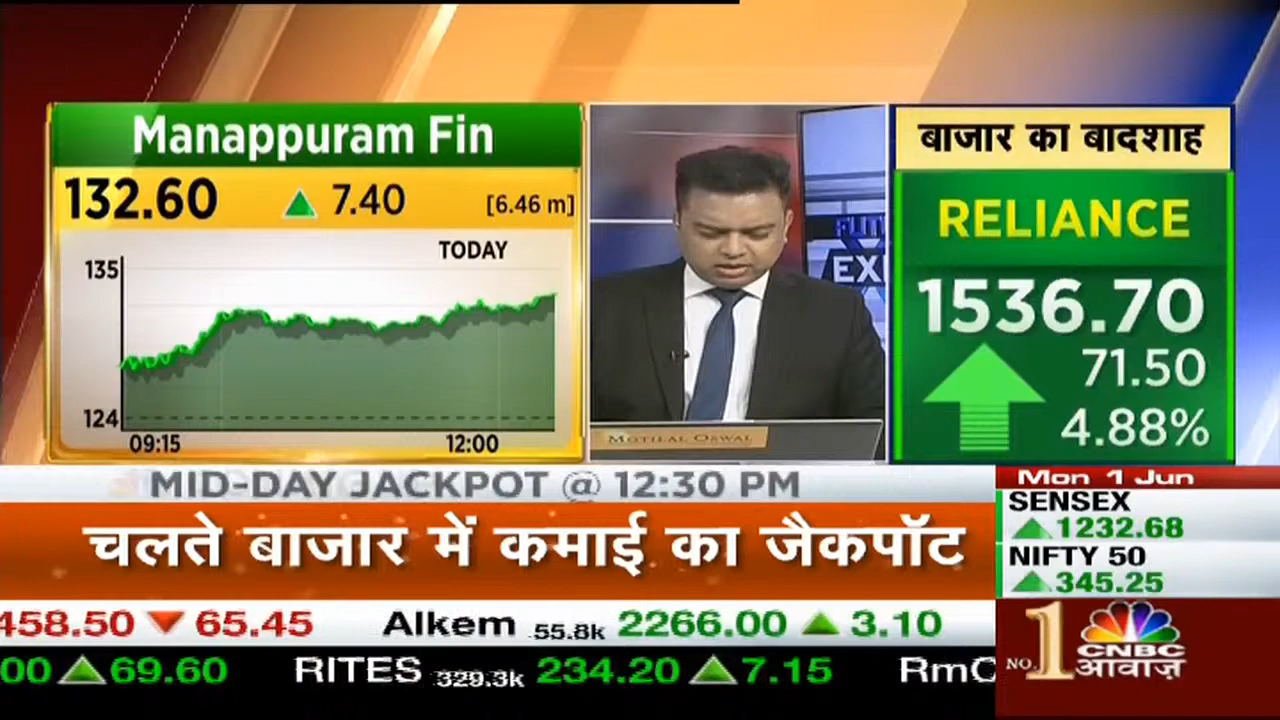 Manappuram Fin
132.60 ▲ 7.40 [6.46 m]
TODAY
135
124
09:15 12:00
EX
MOTILAL OSWAL
बाजार का बादशाह
RELIANCE
1536.70
71.50
4.88%
MID-DAY JACKPOT @ 12:30 PM
चलते बाजार में कमाई का जैकपॉट
Mon 1 Jun
SENSEX
▲1232.68
NIFTY 50
▲345.25
458.50 ▼ 65.45 Alkem 55.8k 2266.00 ▲ 3.10
00 ▲69.60 RITES 329.3k 234.20 ▲7.15 RmC
NO.1 CNBC
आवाज़